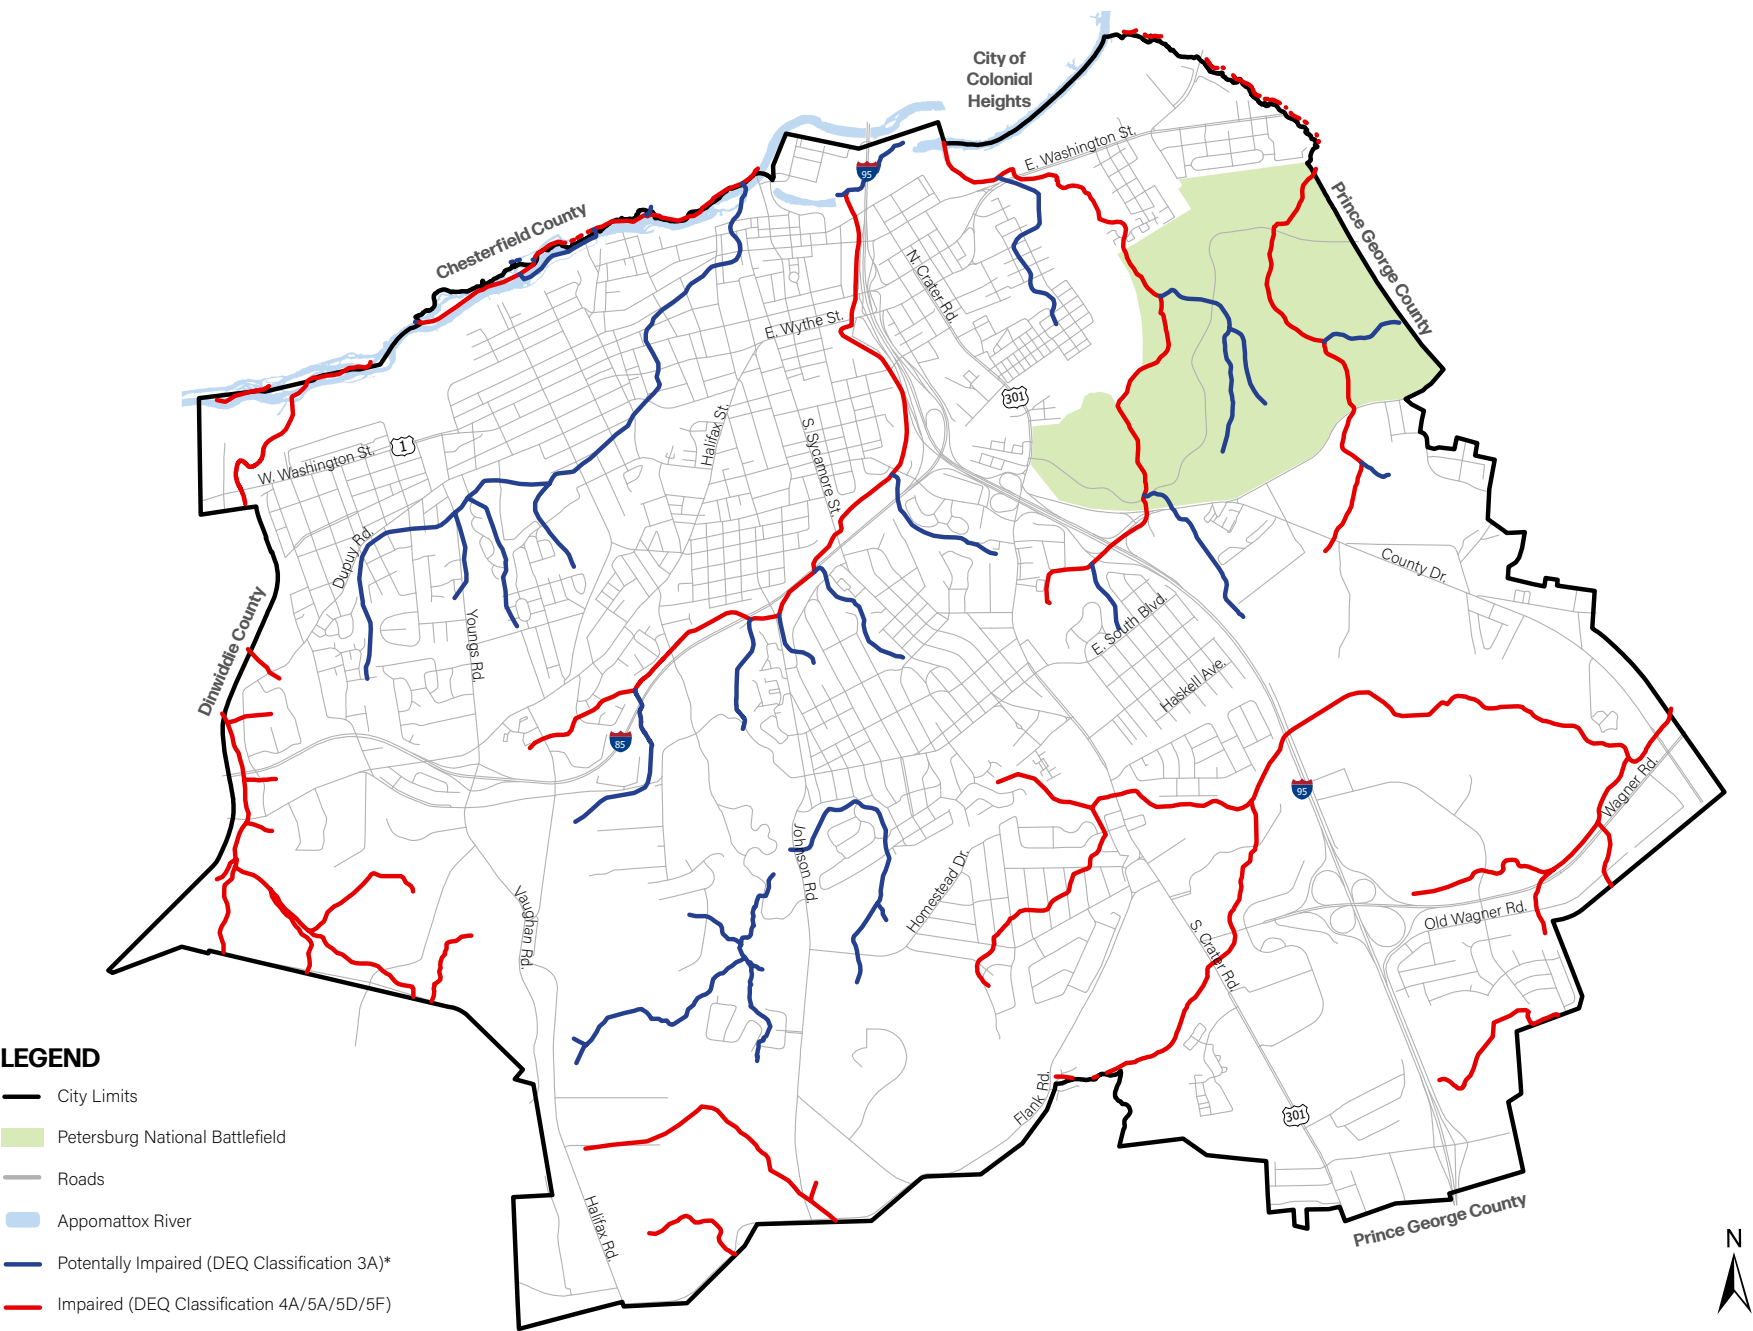 City of
Colonial
Heights
E. Washington St.
95
Prince George County
Chesterfield County
N. Crater Rd.
E. Wythe St.
301
Halifax St.
S. Sycamore St.
1
W. Washington St.
Dupuy Rd.
County Dr.
Dinwiddie County
Youngs Rd.
E. South Blvd.
Haskell Ave.
85
95
Wagner Rd.
Johnson Rd.
Homestead Dr.
Vaughan Rd.
Old Wagner Rd.
S. Crater Rd.
Flank Rd.
301
Halifax Rd.
Prince George County
LEGEND
City Limits
Petersburg National Battlefield
Roads
Appomattox River
Potentally Impaired (DEQ Classification 3A)*
Impaired (DEQ Classification 4A/5A/5D/5F)
N